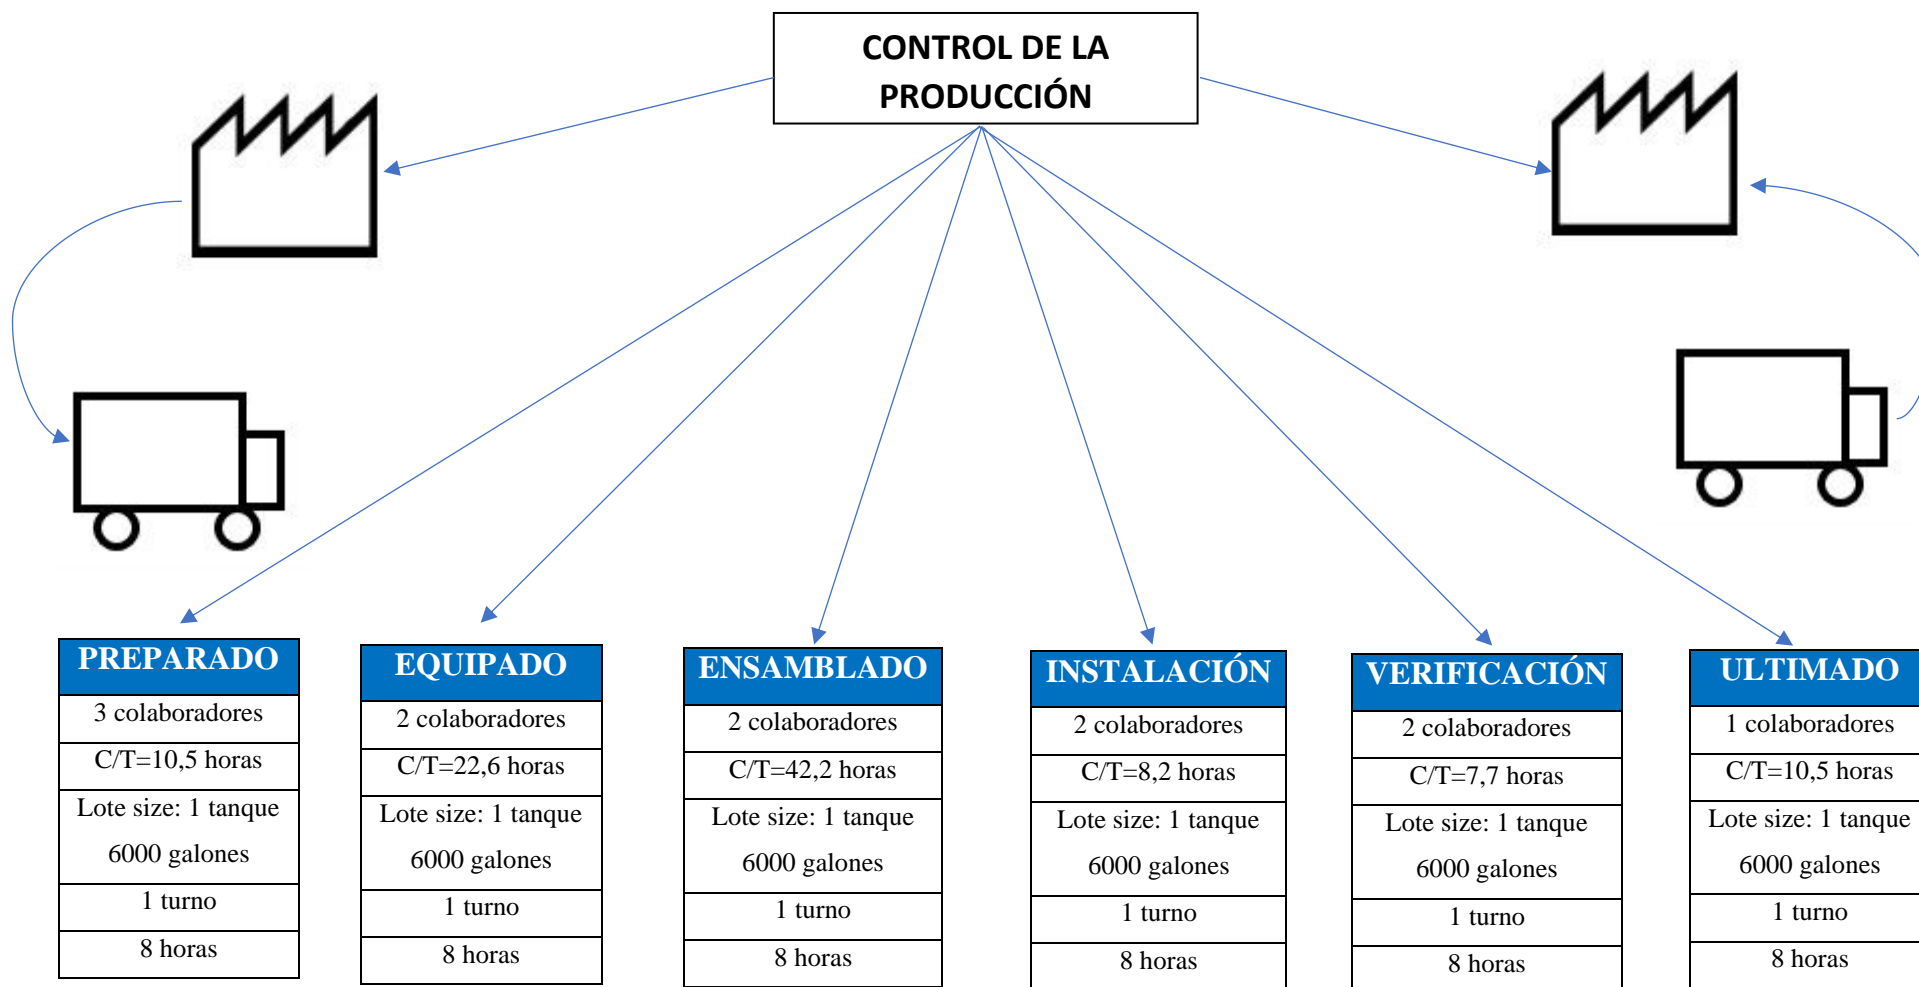 CONTROL DE LA
PRODUCCIÓN
PREPARADO
3 colaboradores
C/T=10,5 horas
Lote size: 1 tanque
6000 galones
1 turno
8 horas
EQUIPADO
2 colaboradores
C/T=22,6 horas
Lote size: 1 tanque
6000 galones
1 turno
8 horas
ENSAMBLADO
2 colaboradores
C/T=42,2 horas
Lote size: 1 tanque
6000 galones
1 turno
8 horas
INSTALACIÓN
2 colaboradores
C/T=8,2 horas
Lote size: 1 tanque
6000 galones
1 turno
8 horas
VERIFICACIÓN
2 colaboradores
C/T=7,7 horas
Lote size: 1 tanque
6000 galones
1 turno
8 horas
ULTIMADO
1 colaboradores
C/T=10,5 horas
Lote size: 1 tanque
6000 galones
1 turno
8 horas